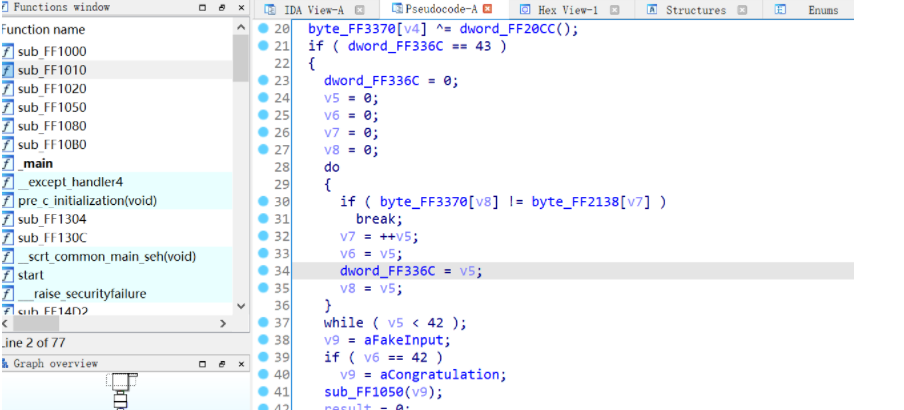 Functions window
IDA View-A
Pseudocode-A
Hex View-1
Structures
Enums
Function name
sub_FF1000
sub_FF1010
sub_FF1020
sub_FF1050
sub_FF1080
sub_FF10B0
_main
__except_handler4
pre_c_initialization(void)
sub_FF1304
sub_FF130C
__scrt_common_main_seh(void)
start
___raise_securityfailure
sub_FF14D2
Line 2 of 77
Graph overview
20 byte_FF3370[v4] ^= dword_FF20CC();
21 if ( dword_FF336C == 43 )
22 {
23 dword_FF336C = 0;
24 v5 = 0;
25 v6 = 0;
26 v7 = 0;
27 v8 = 0;
28 do
29 {
30 if ( byte_FF3370[v8] != byte_FF2138[v7] )
31 break;
32 v7 = ++v5;
33 v6 = v5;
34 dword_FF336C = v5;
35 v8 = v5;
36 }
37 while ( v5 < 42 );
38 v9 = aFakeInput;
39 if ( v6 == 42 )
40 v9 = aCongratulation;
41 sub_FF1050(v9);
42 result = 0;